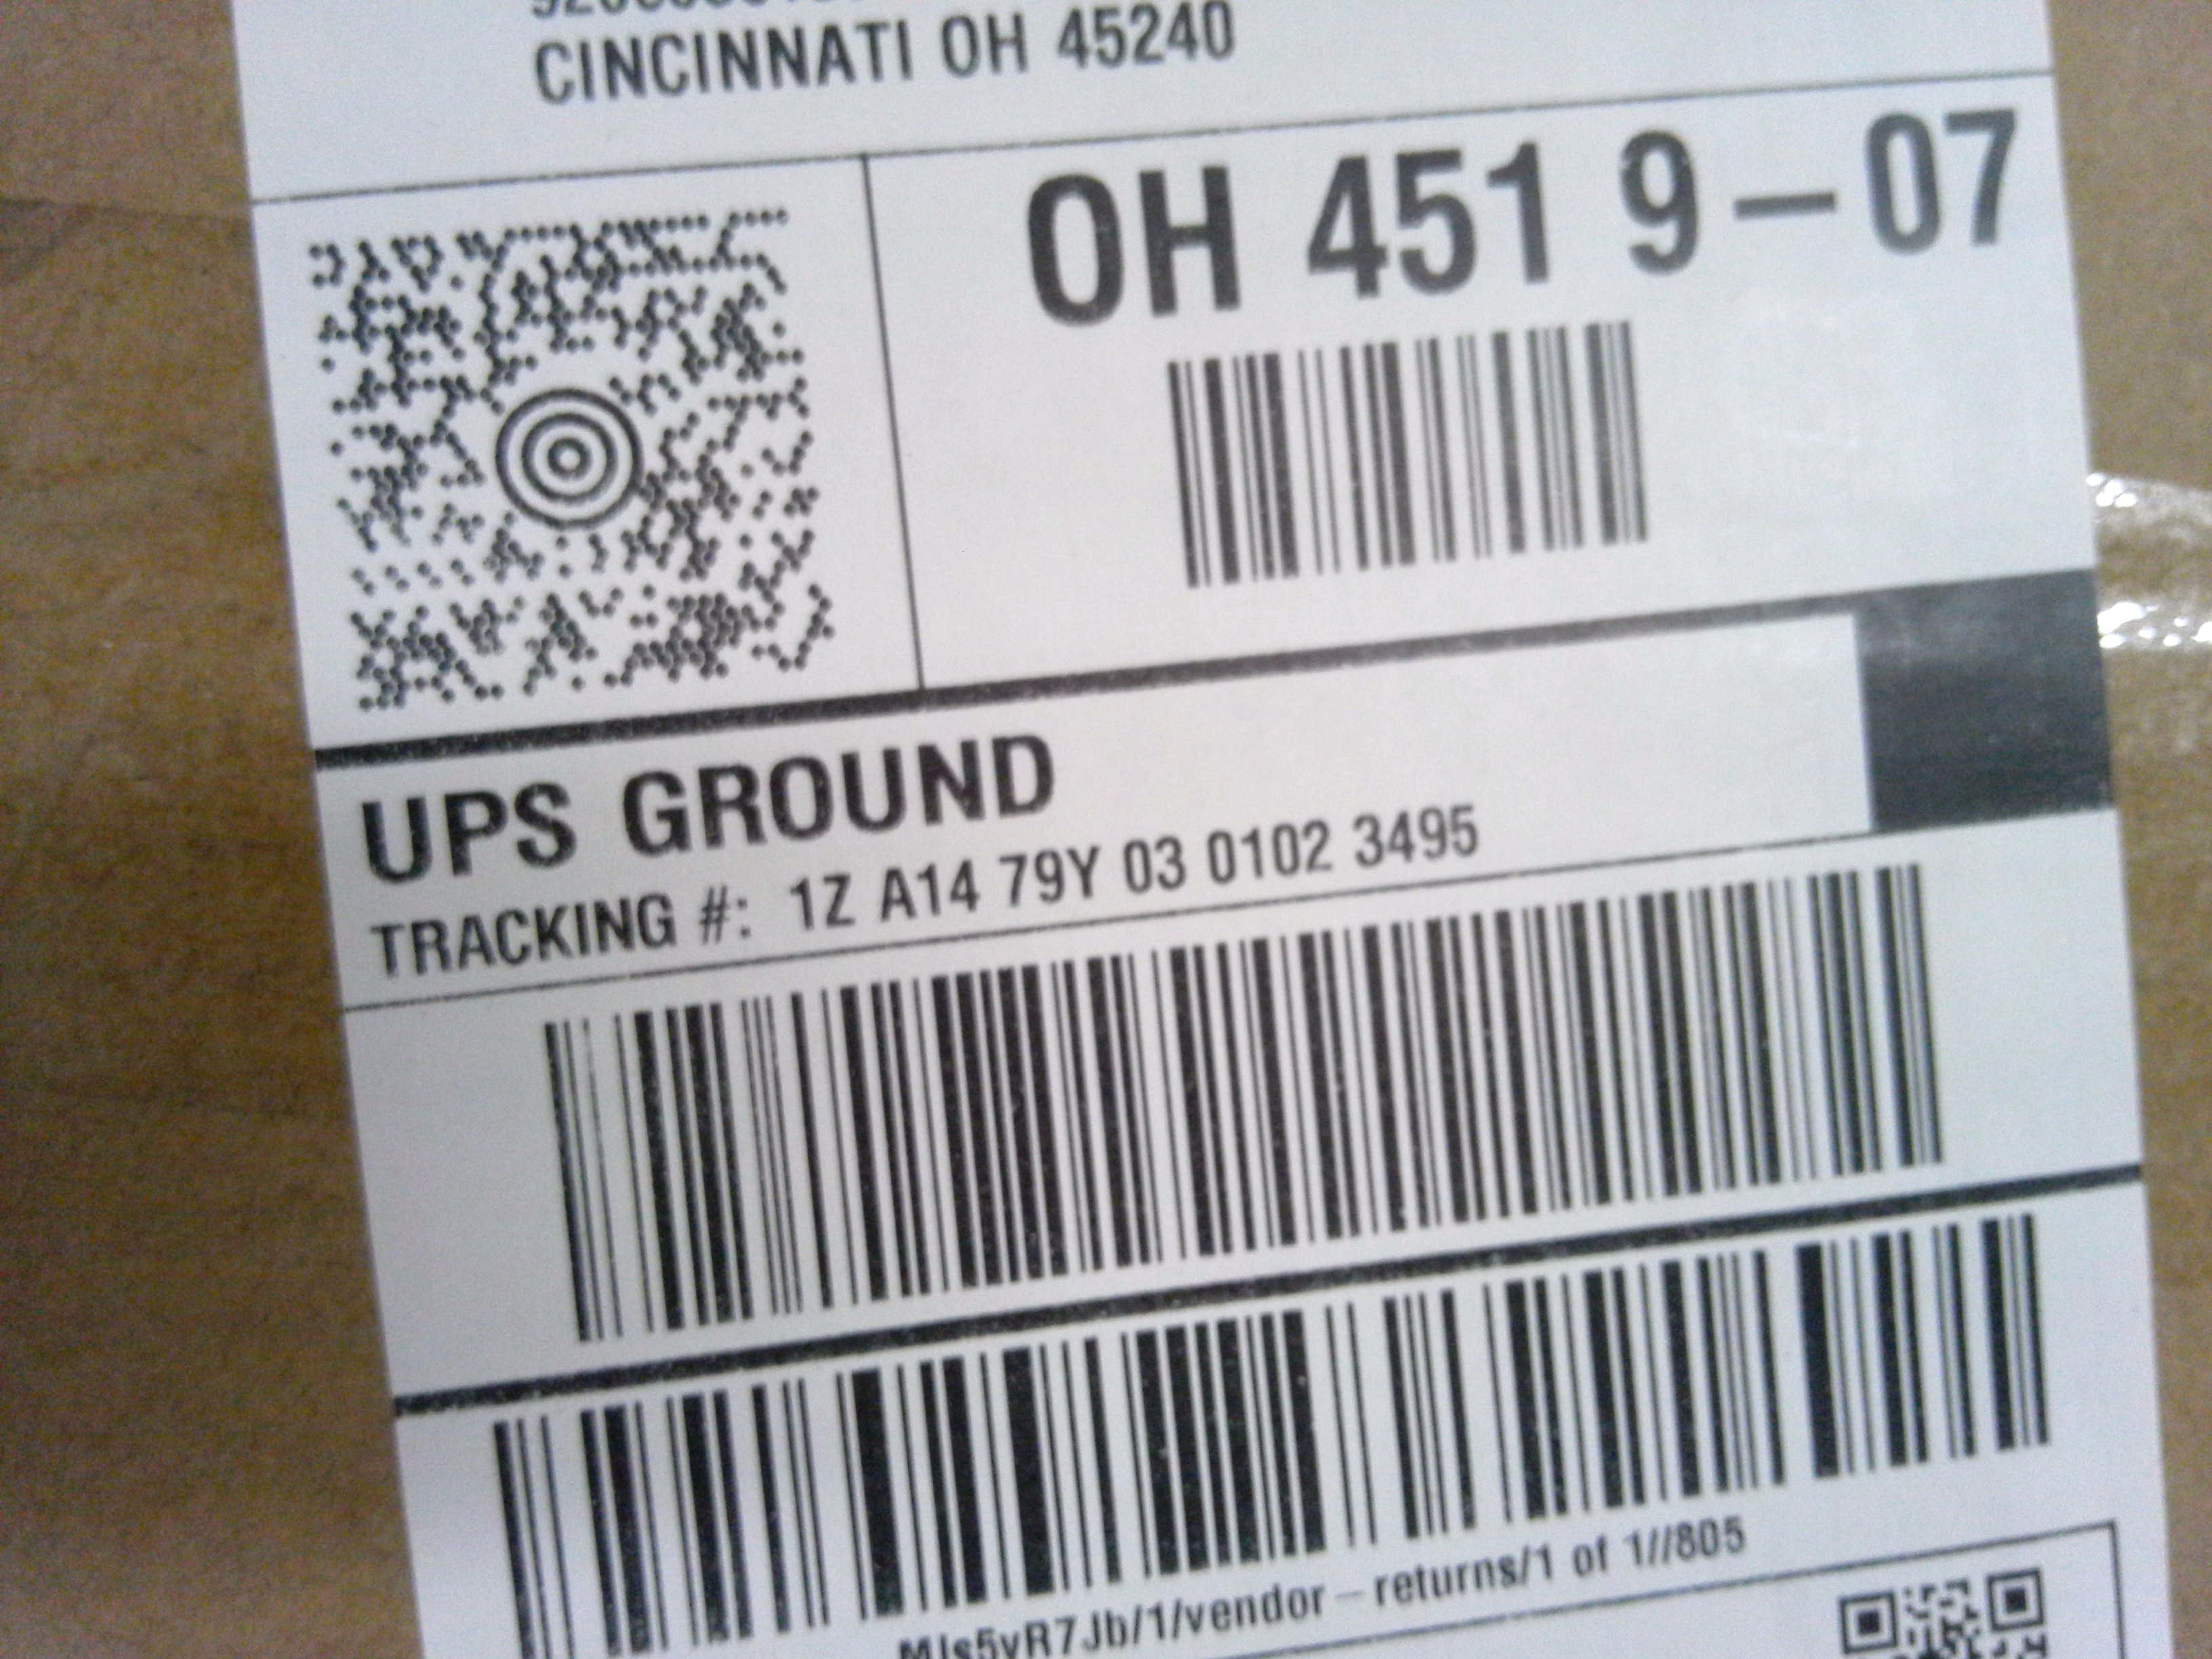 CINCINNATI OH 45240
OH 451 9-07
UPS GROUND
TRACKING #: 1Z A14 79Y 03 0102 3495
MJs5yR7Jb/1/vendor-returns/1 of 1//805